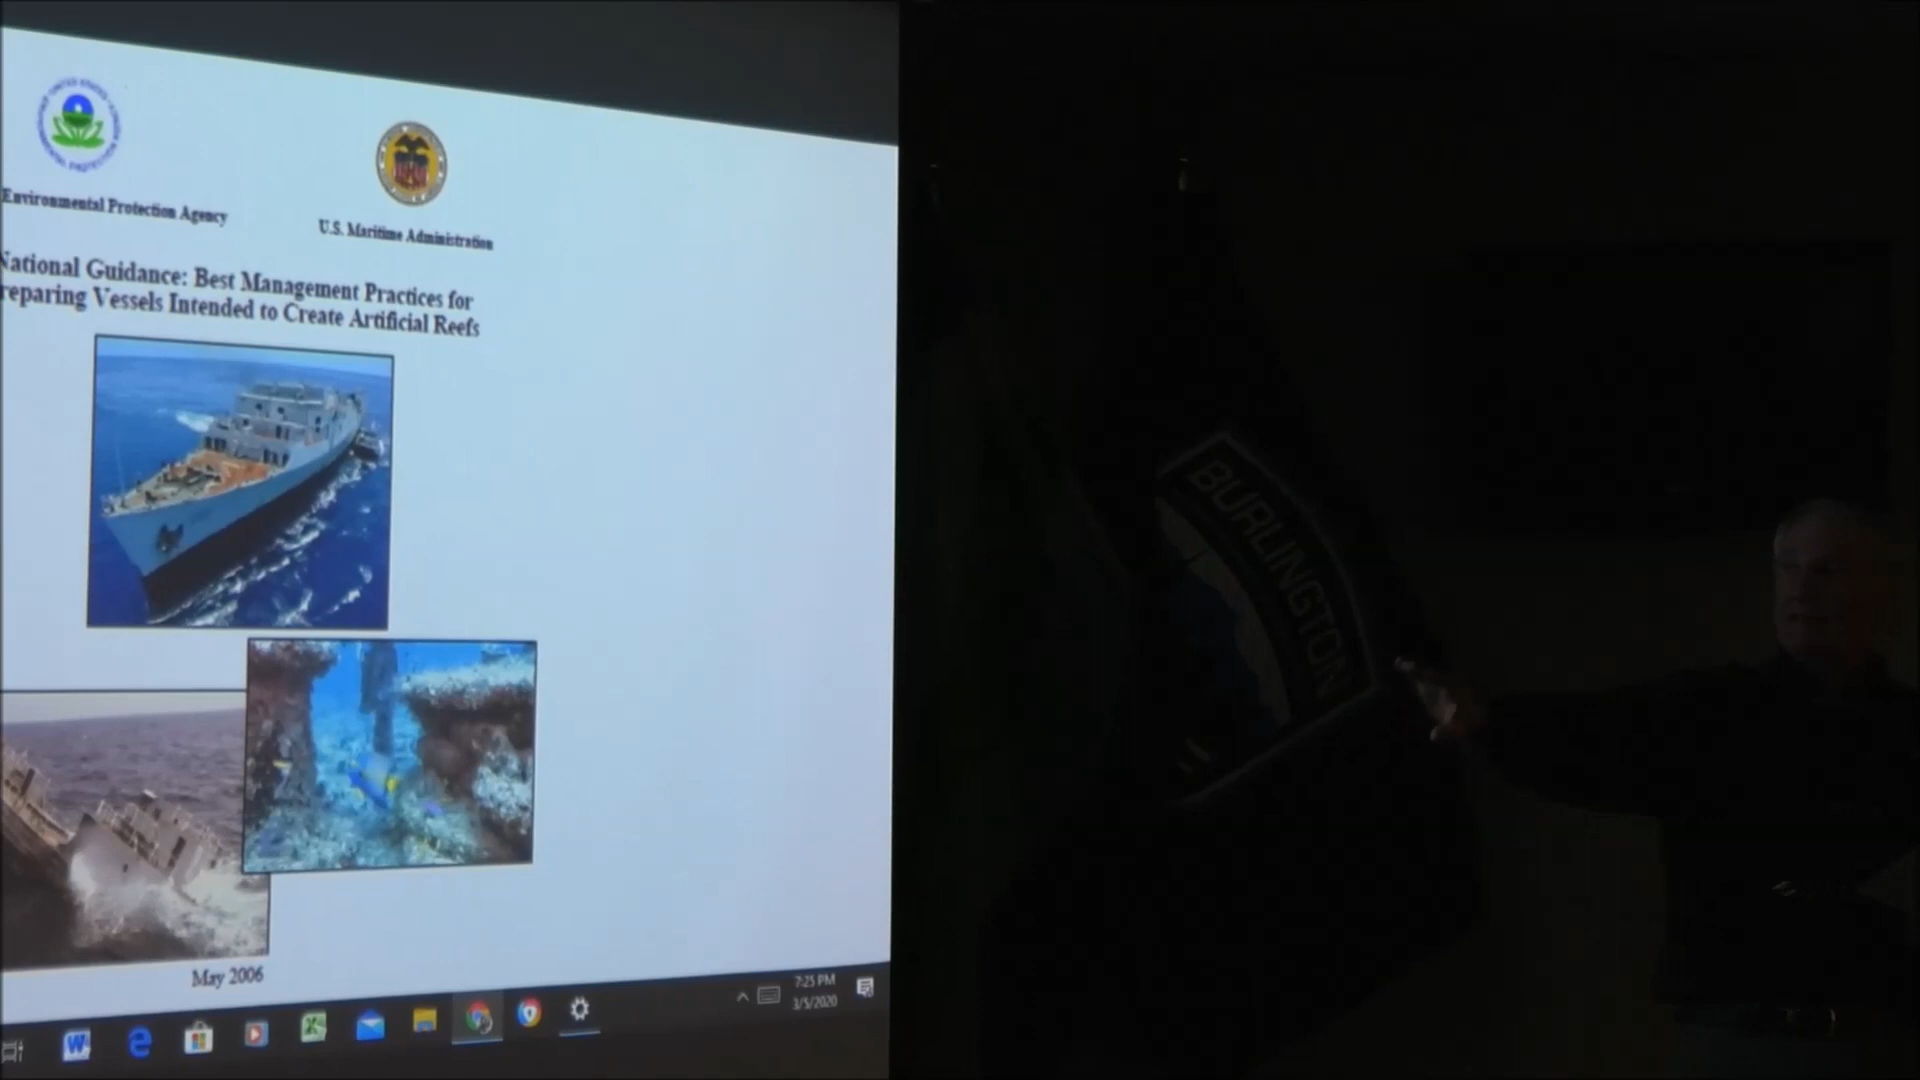 Environmental Protection Agency
U.S. Maritime Administration
National Guidance: Best Management Practices for
reparing Vessels Intended to Create Artificial Reefs
May 2006
7:25 PM
3/5/2020
BURLINGTON